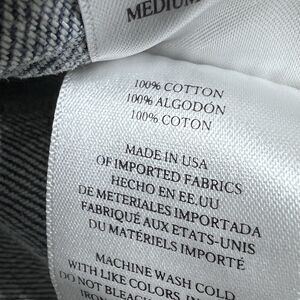 MEDIUM
100% COTTON
100% ALGODÓN
100% COTON
MADE IN USA
OF IMPORTED FABRICS
HECHO EN EE.UU
DE METERIALES IMPORTADA
FABRIQUÉ AUX ETATS-UNIS
DU MATÉRIELS IMPORTÉ
MACHINE WASH COLD
WITH LIKE COLORS,
DO NOT BLEACH
IRON